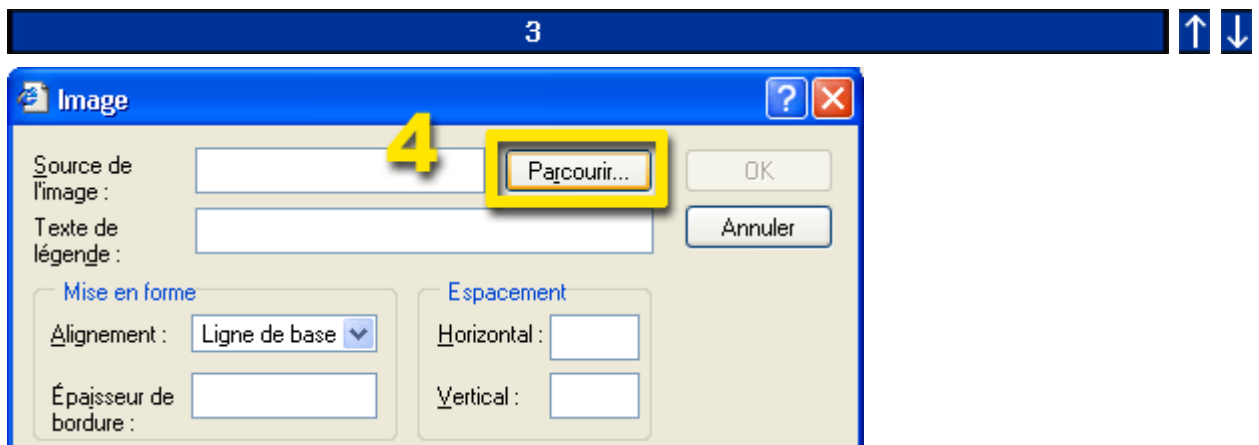 3 ↑ ↓
Image ?
4
Source de
l'image :
Parcourir...
OK
Texte de
légende :
Annuler
Mise en forme
Espacement
Alignement :
Ligne de base
Horizontal :
Épaisseur de
bordure :
Vertical :